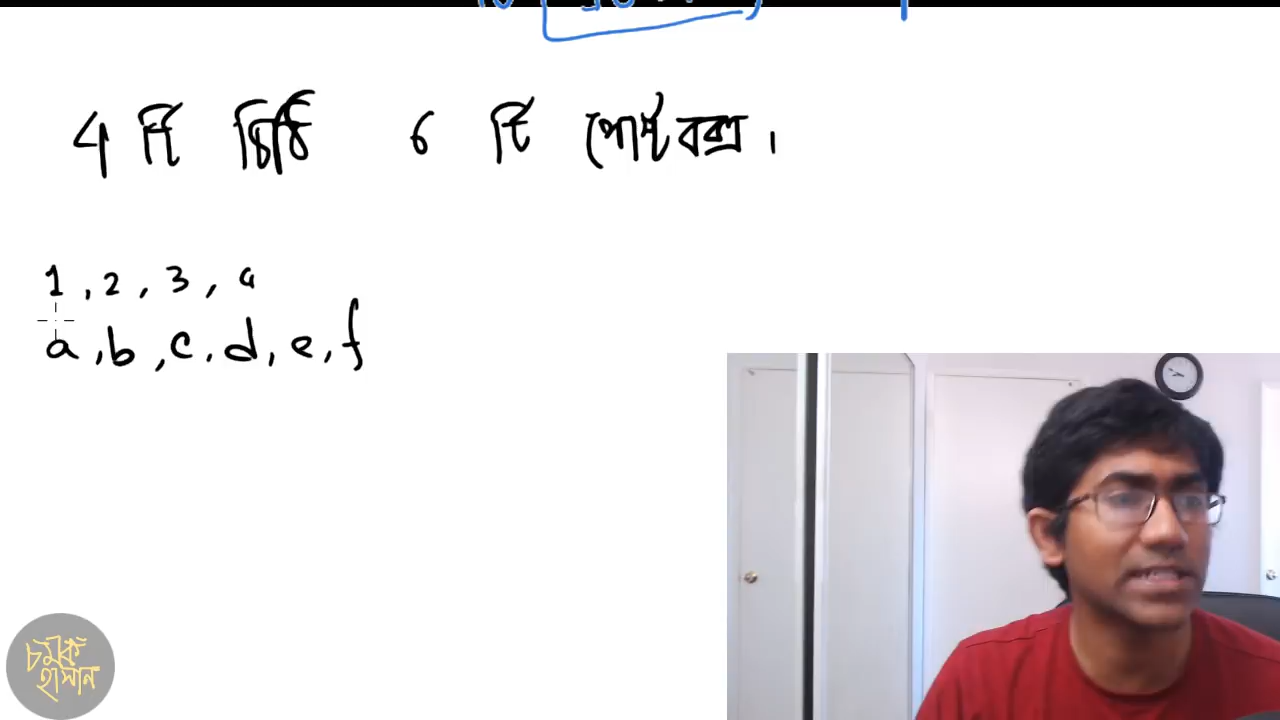 4 টি চিঠি 6 টি পোষ্টবক্স।
1, 2, 3, 4
a, b, c, d, e, f
চমক
হাসান